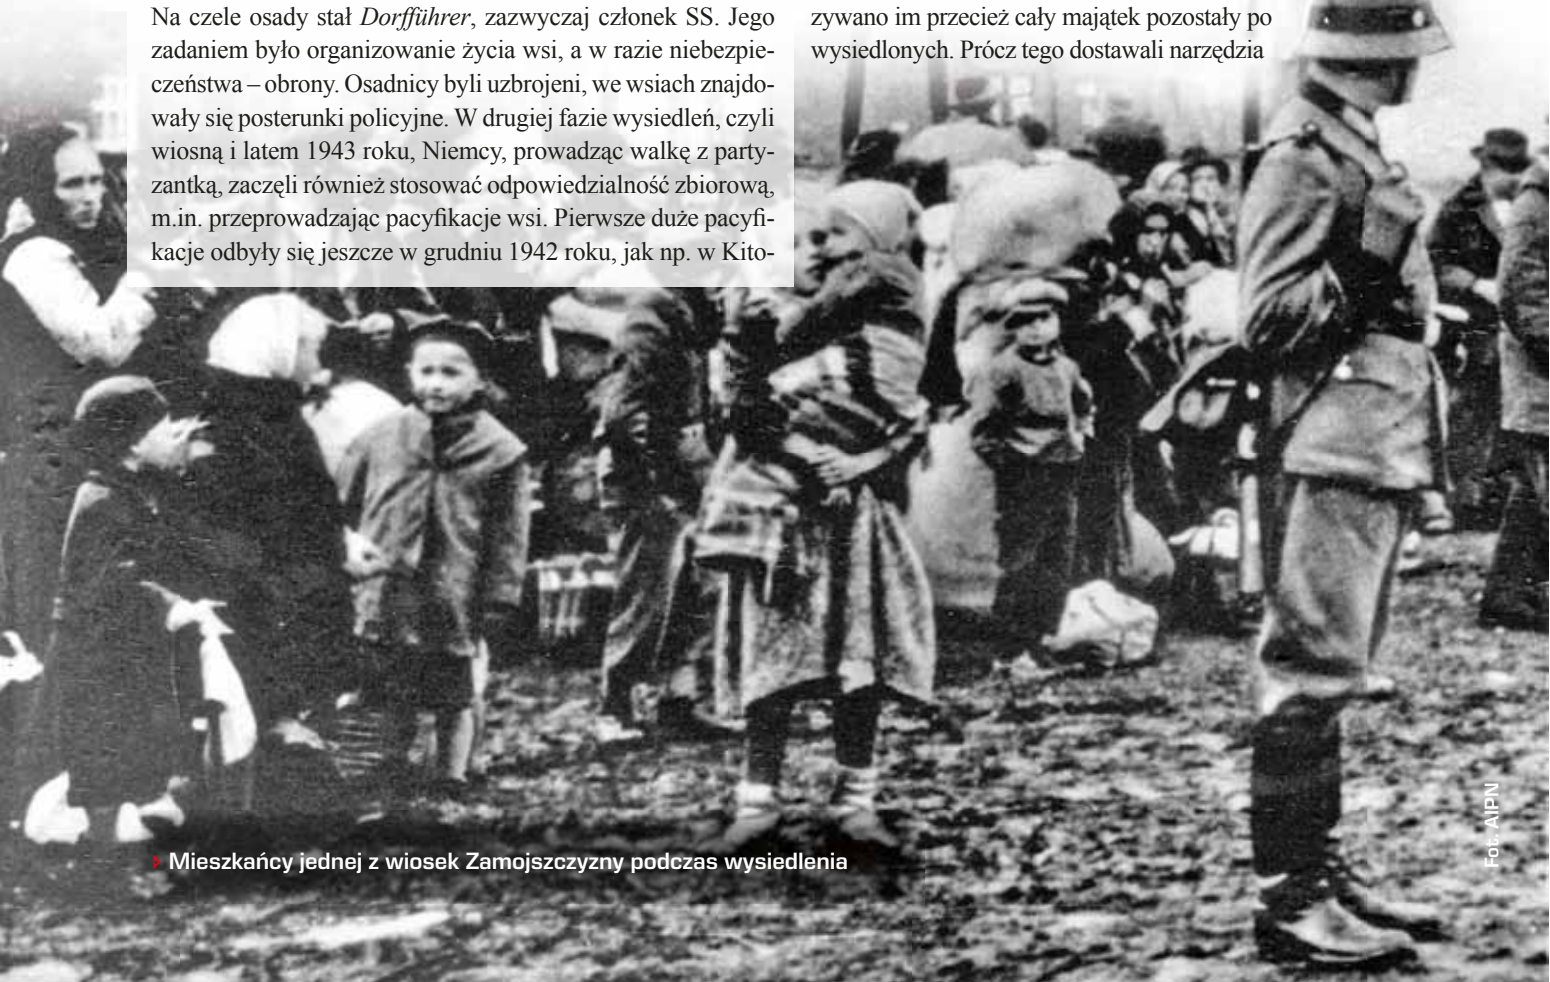 Na czele osady stał Dorfführer, zazwyczaj członek SS. Jego
zadaniem było organizowanie życia wsi, a w razie niebezpie-
czeństwa – obrony. Osadnicy byli uzbrojeni, we wsiach znajdo-
wały się posterunki policyjne. W drugiej fazie wysiedleń, czyli
wiosną i latem 1943 roku, Niemcy, prowadząc walkę z party-
zantką, zaczęli również stosować odpowiedzialność zbiorową,
m.in. przeprowadzając pacyfikacje wsi. Pierwsze duże pacyfi-
kacje odbyły się jeszcze w grudniu 1942 roku, jak np. w Kito-
zywano im przecież cały majątek pozostały po
wysiedlonych. Prócz tego dostawali narzędzia
Mieszkańcy jednej z wiosek Zamojszczyzny podczas wysiedlenia
Fot. AIPN